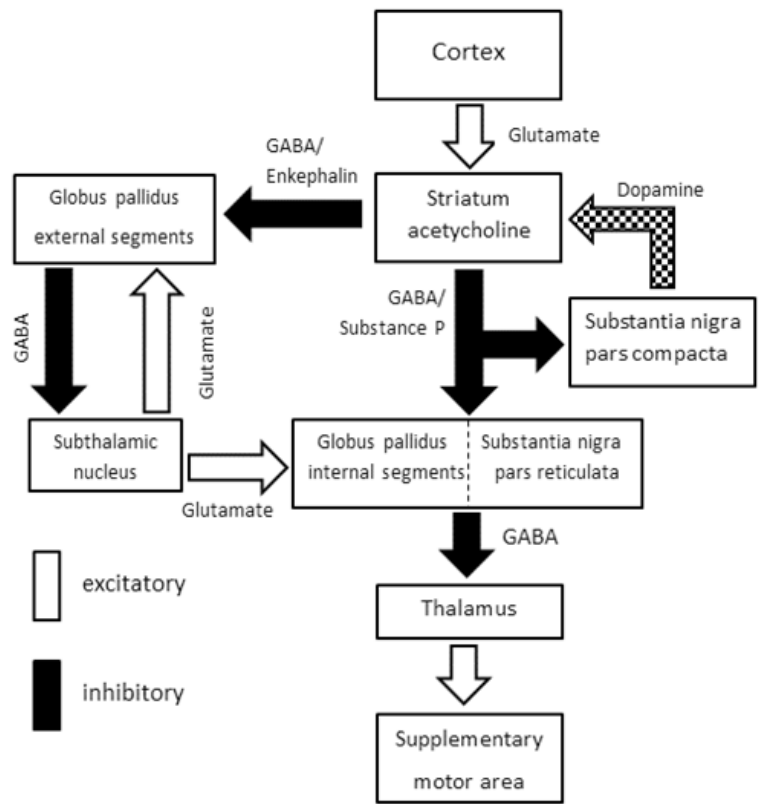 Cortex
Glutamate
GABA/
Enkephalin
Dopamine
Globus pallidus
external segments
Striatum
acetycholine
GABA
Glutamate
GABA/
Substance P
Substantia nigra
pars compacta
Subthalamic
nucleus
Glutamate
Globus pallidus
internal segments
Substantia nigra
pars reticulata
GABA
excitatory
Thalamus
inhibitory
Supplementary
motor area